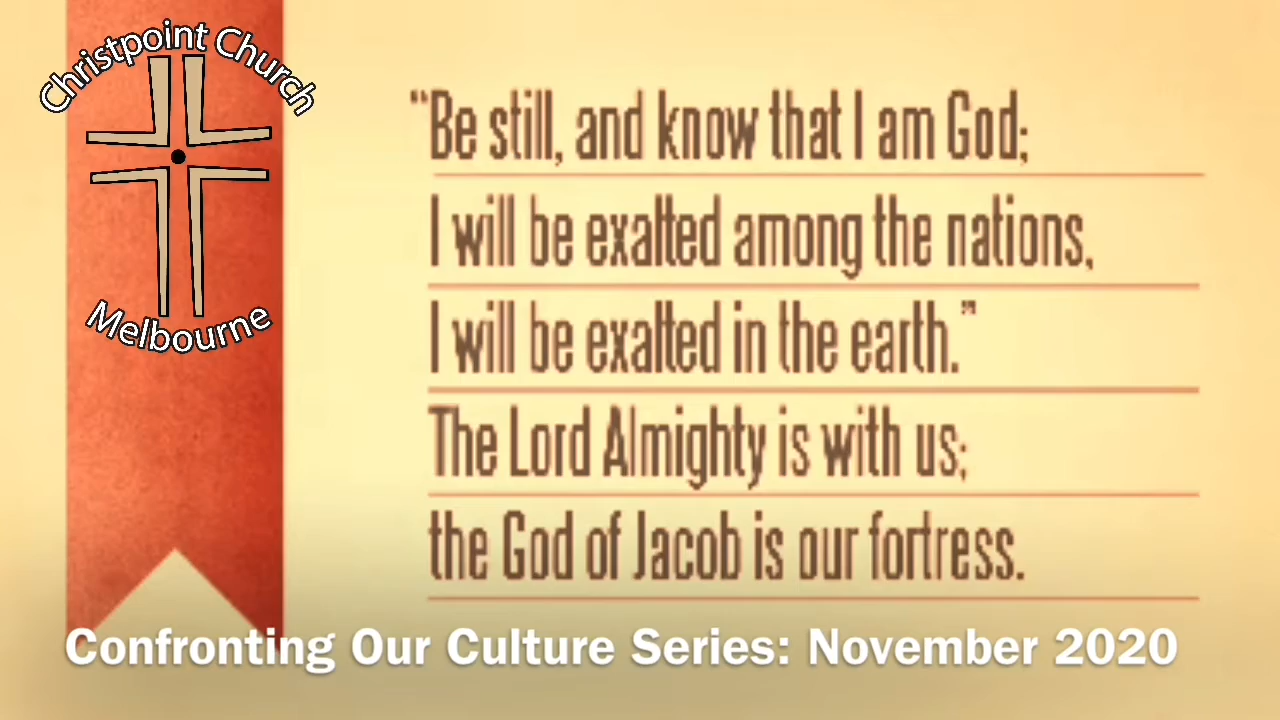 Christpoint Church
Melbourne
“Be still, and know that I am God;
I will be exalted among the nations,
I will be exalted in the earth.”
The Lord Almighty is with us;
the God of Jacob is our fortress.
Confronting Our Culture Series: November 2020